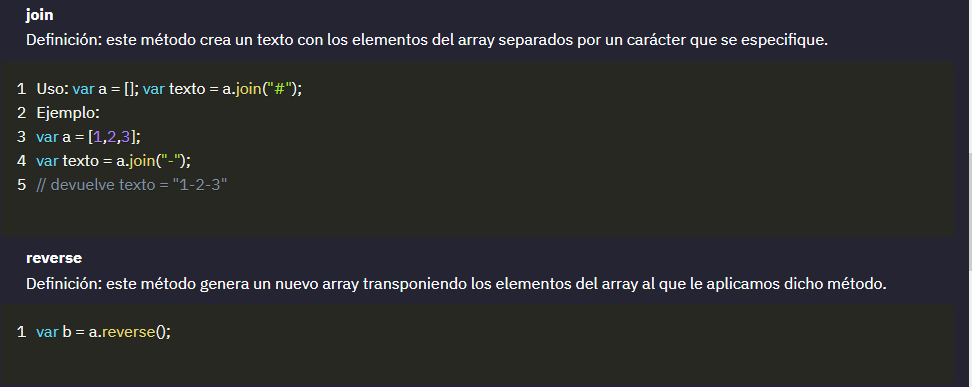 join
Definición: este método crea un texto con los elementos del array separados por un carácter que se especifique.
1 Uso: var a = []; var texto = a.join("#");
2 Ejemplo:
3 var a = [1,2,3];
4 var texto = a.join("-");
5 // devuelve texto = "1-2-3"
reverse
Definición: este método genera un nuevo array transponiendo los elementos del array al que le aplicamos dicho método.
1 var b = a.reverse();